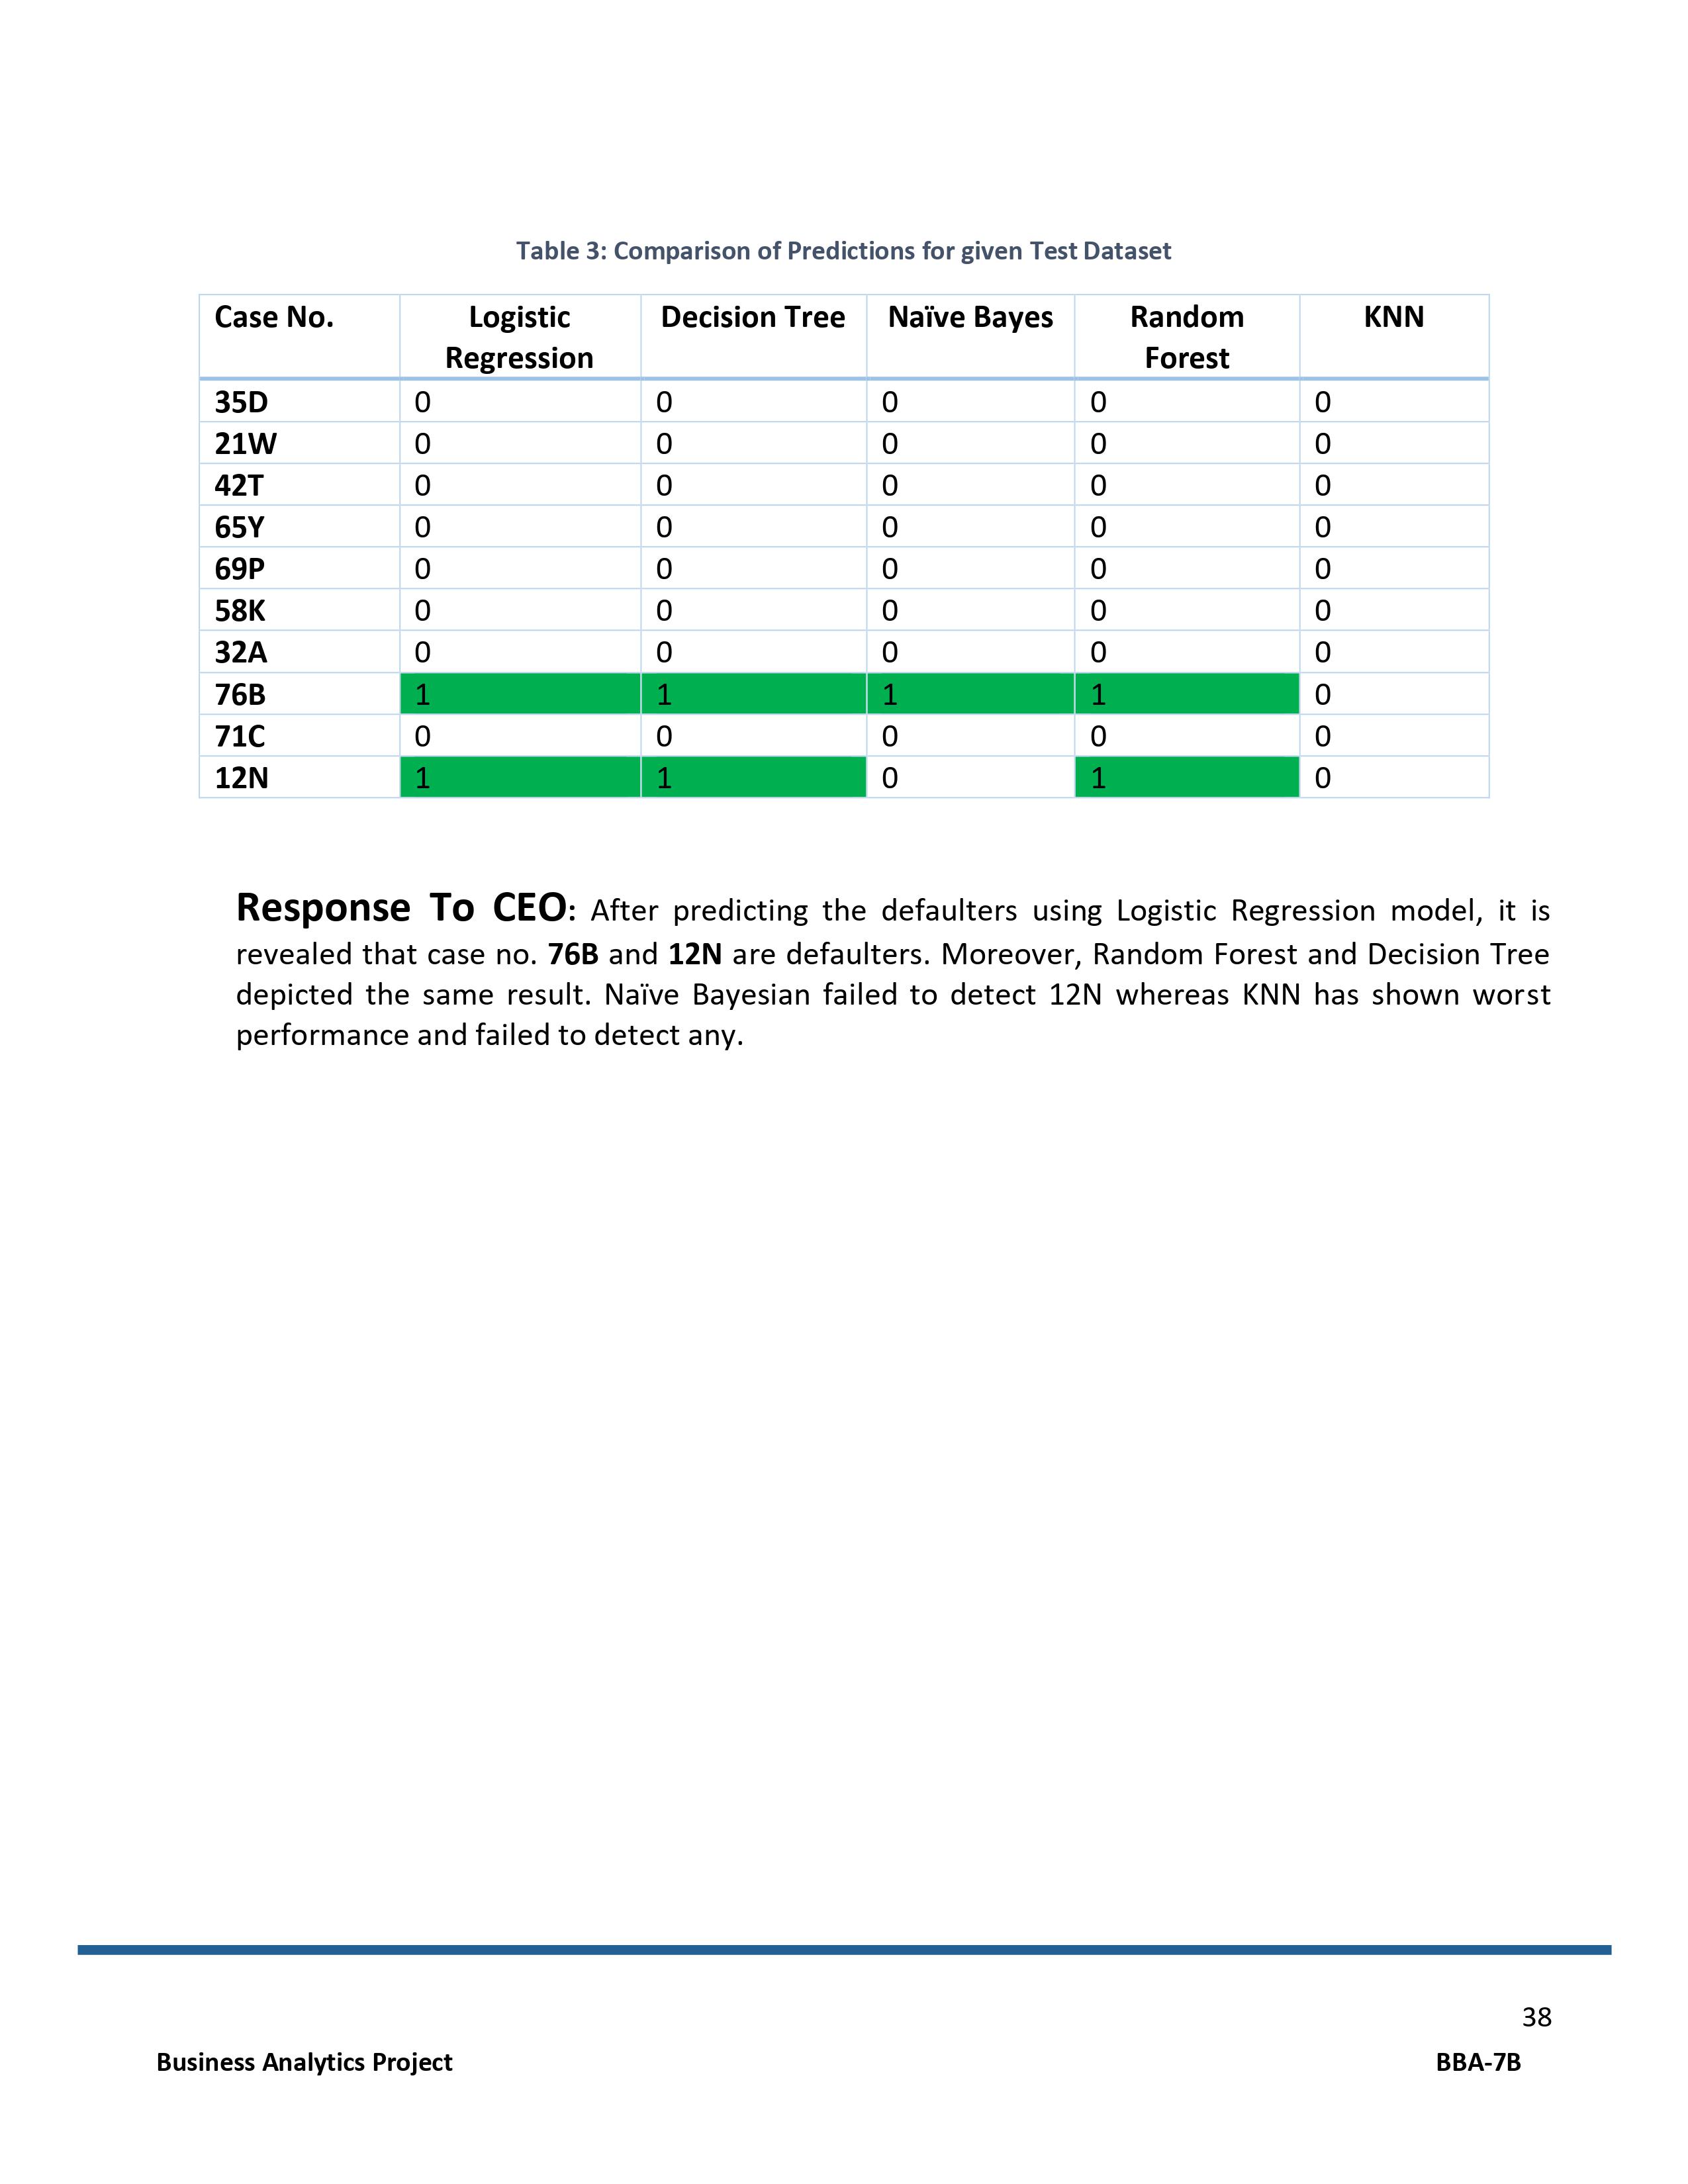 Table 3: Comparison of Predictions for given Test Dataset
Case No. Logistic Regression Decision Tree Naïve Bayes Random Forest KNN
35D 0 0 0 0 0
21W 0 0 0 0 0
42T 0 0 0 0 0
65Y 0 0 0 0 0
69P 0 0 0 0 0
58K 0 0 0 0 0
32A 0 0 0 0 0
76B 1 1 1 1 0
71C 0 0 0 0 0
12N 1 1 0 1 0
Response To CEO: After predicting the defaulters using Logistic Regression model, it is
revealed that case no. 76B and 12N are defaulters. Moreover, Random Forest and Decision Tree
depicted the same result. Naïve Bayesian failed to detect 12N whereas KNN has shown worst
performance and failed to detect any.
38
Business Analytics Project BBA-7B